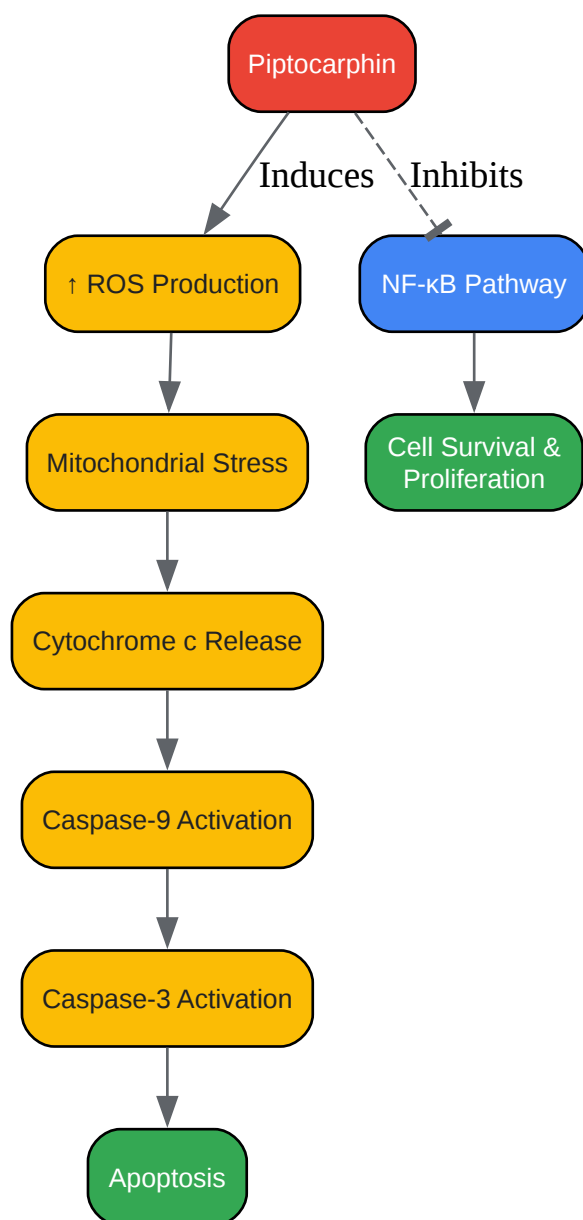 Piptocarphin
Induces
Inhibits
↑ ROS Production
NF-κB Pathway
Mitochondrial Stress
Cell Survival &
Proliferation
Cytochrome c Release
Caspase-9 Activation
Caspase-3 Activation
Apoptosis